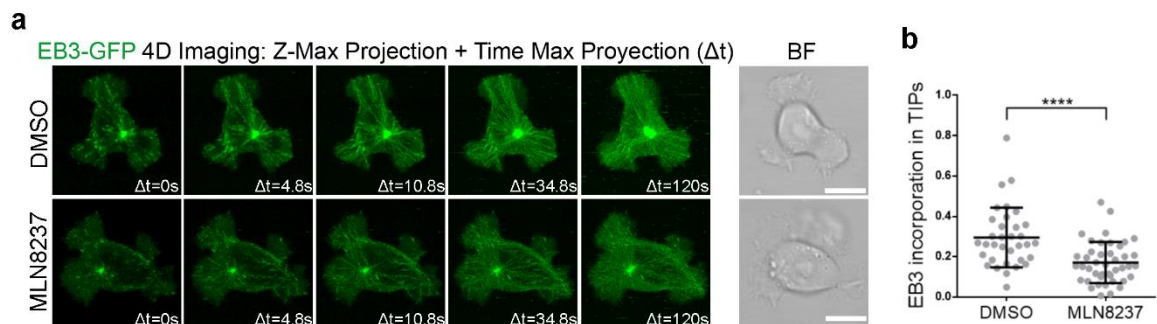 a
EB3-GFP 4D Imaging: Z-Max Projection + Time Max Proyection (Δt)
BF
DMSO
Δt=0s
Δt=4.8s
Δt=10.8s
Δt=34.8s
Δt=120s
MLN8237
Δt=0s
Δt=4.8s
Δt=10.8s
Δt=34.8s
Δt=120s
b
EB3 incorporation in TIPs
1.0
0.8
0.6
0.4
0.2
0.0
****
DMSO
MLN8237